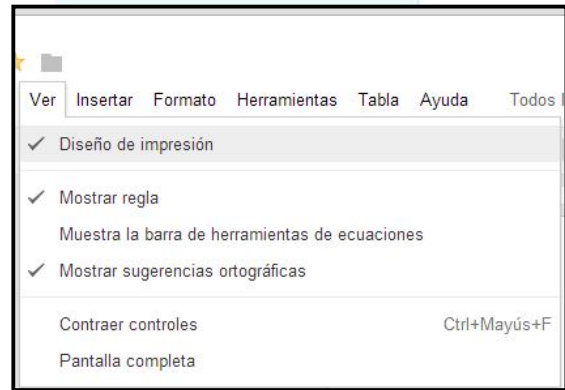 Ver Insertar Formato Herramientas Tabla Ayuda Todos
Diseño de impresión
Mostrar regla
Muestra la barra de herramientas de ecuaciones
Mostrar sugerencias ortográficas
Contraer controles Ctrl+Mayús+F
Pantalla completa